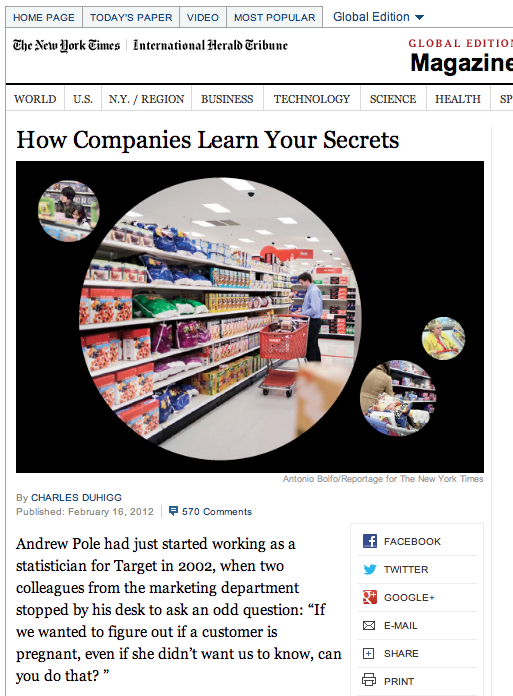 HOME PAGE TODAY'S PAPER VIDEO MOST POPULAR Global Edition
The New York Times International Herald Tribune
GLOBAL EDITION
Magazine
WORLD U.S. N.Y. / REGION BUSINESS TECHNOLOGY SCIENCE HEALTH SP
How Companies Learn Your Secrets
Antonio Bolfo/Reportage for The New York Times
By CHARLES DUHIGG
Published: February 16, 2012 570 Comments
Andrew Pole had just started working as a
statistician for Target in 2002, when two
colleagues from the marketing department
stopped by his desk to ask an odd question: “If
we wanted to figure out if a customer is
pregnant, even if she didn’t want us to know, can
you do that? ”
FACEBOOK
TWITTER
GOOGLE+
E-MAIL
SHARE
PRINT